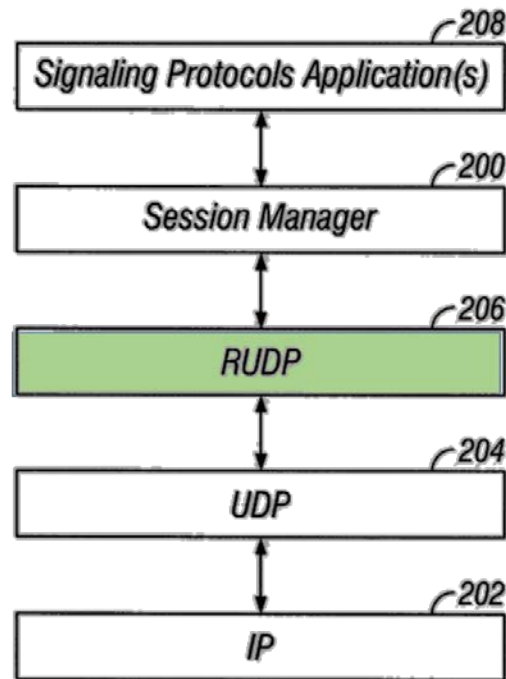 208
Signaling Protocols Application(s)
200
Session Manager
206
RUDP
204
UDP
202
IP